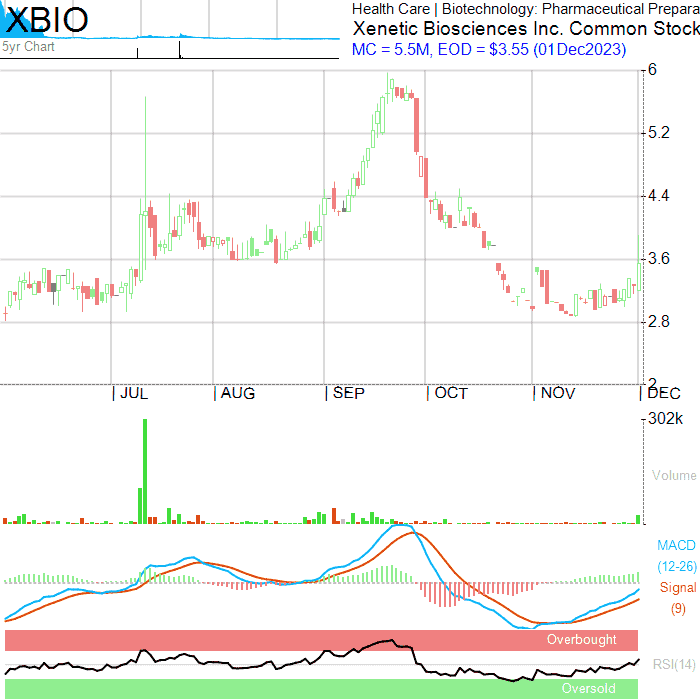 XBIO
5yr Chart
Health Care | Biotechnology: Pharmaceutical Prepara
Xenetic Biosciences Inc. Common Stock
MC = 5.5M, EOD = $3.55 (01Dec2023)
6
5.2
4.4
3.6
2.8
2
JUL AUG SEP OCT NOV DEC
302k
Volume
MACD
(12-26)
Signal
(9)
Overbought
RSI(14)
Oversold